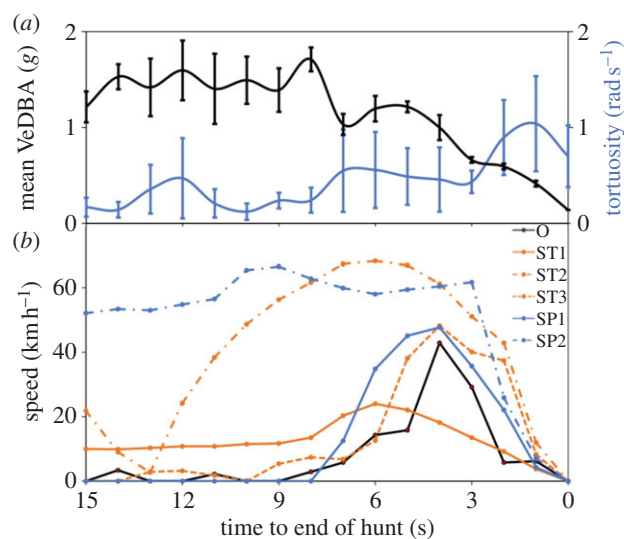 (a)
2
1
0
mean VeDBA (g)
2
1
0
tortuosity (rad s⁻¹)
(b)
60
40
20
0
speed (km h⁻¹)
O
ST1
ST2
ST3
SP1
SP2
15
12
9
6
3
0
time to end of hunt (s)